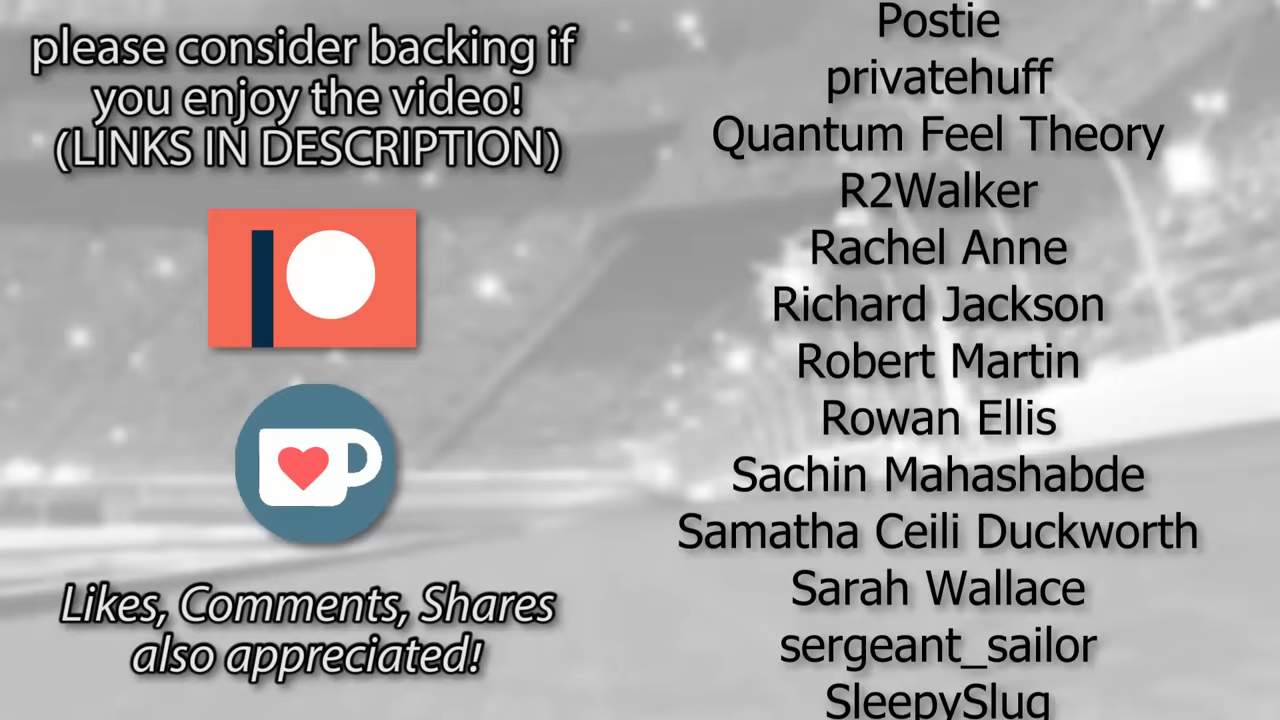 please consider backing if
you enjoy the video!
(LINKS IN DESCRIPTION)
Likes, Comments, Shares
also appreciated!
Postie
privatehuff
Quantum Feel Theory
R2Walker
Rachel Anne
Richard Jackson
Robert Martin
Rowan Ellis
Sachin Mahashabde
Samatha Ceili Duckworth
Sarah Wallace
sergeant_sailor
SleepySlug